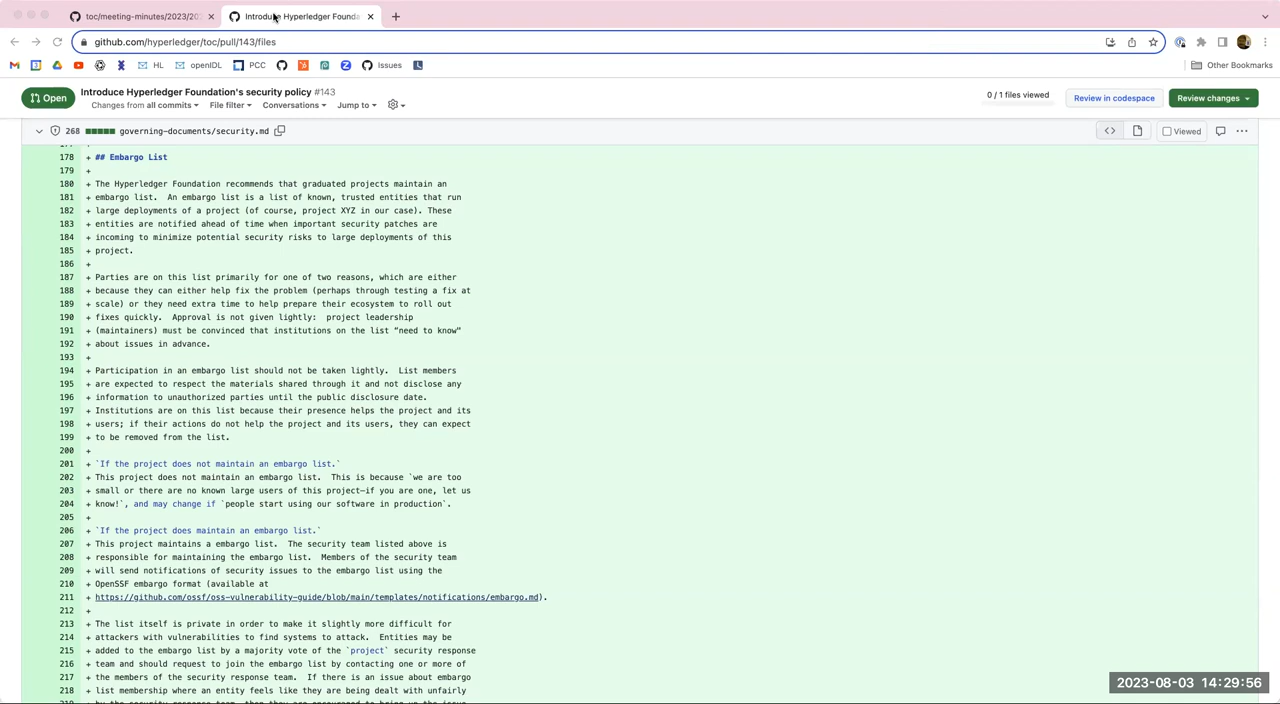 toc/meeting-minutes/2023/202
Introduce Hyperledger Founda
github.com/hyperledger/toc/pull/143/files
HL
openIDL
PCC
Issues
Other Bookmarks
Open
Introduce Hyperledger Foundation's security policy #143
Changes from all commits
File filter
Conversations
Jump to
0 / 1 files viewed
Review in codespace
Review changes
268
governing-documents/security.md
Viewed
178 + ## Embargo List
179 +
180 + The Hyperledger Foundation recommends that graduated projects maintain an
181 + embargo list.  An embargo list is a list of known, trusted entities that run
182 + large deployments of a project (of course, project XYZ in our case). These
183 + entities are notified ahead of time when important security patches are
184 + incoming to minimize potential security risks to large deployments of this
185 + project.
186 +
187 + Parties are on this list primarily for one of two reasons, which are either
188 + because they can either help fix the problem (perhaps through testing a fix at
189 + scale) or they need extra time to help prepare their ecosystem to roll out
190 + fixes quickly.  Approval is not given lightly:  project leadership
191 + (maintainers) must be convinced that institutions on the list “need to know”
192 + about issues in advance.
193 +
194 + Participation in an embargo list should not be taken lightly.  List members
195 + are expected to respect the materials shared through it and not disclose any
196 + information to unauthorized parties until the public disclosure date.
197 + Institutions are on this list because their presence helps the project and its
198 + users; if their actions do not help the project and its users, they can expect
199 + to be removed from the list.
200 +
201 + `If the project does not maintain an embargo list.`
202 + This project does not maintain an embargo list.  This is because `we are too
203 + small or there are no known large users of this project—if you are one, let us
204 + know!`, and may change if `people start using our software in production`.
205 +
206 + `If the project does maintain an embargo list.`
207 + This project maintains a embargo list.  The security team listed above is
208 + responsible for maintaining the embargo list.  Members of the security team
209 + will send notifications of security issues to the embargo list using the
210 + OpenSSF embargo format (available at
211 + https://github.com/ossf/oss-vulnerability-guide/blob/main/templates/notifications/embargo.md).
212 +
213 + The list itself is private in order to make it slightly more difficult for
214 + attackers with vulnerabilities to find systems to attack.  Entities may be
215 + added to the embargo list by a majority vote of the `project` security response
216 + team and should request to join the embargo list by contacting one or more of
217 + the members of the security response team.  If there is an issue about embargo
218 + list membership where an entity feels like they are being dealt with unfairly
2023-08-03 14:29:56